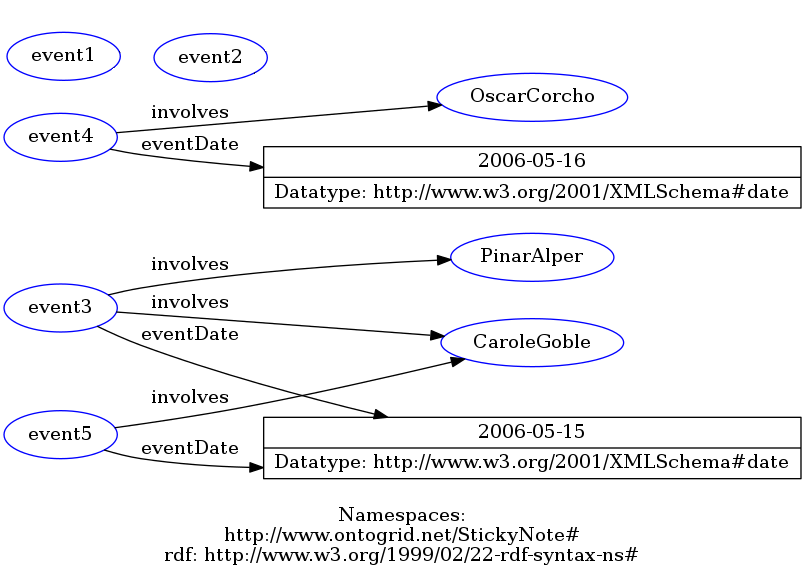 event1
event2
OscarCorcho
involves
event4
eventDate
2006-05-16
Datatype: http://www.w3.org/2001/XMLSchema#date
PinarAlper
involves
involves
event3
eventDate
CaroleGoble
involves
event5
eventDate
2006-05-15
Datatype: http://www.w3.org/2001/XMLSchema#date
Namespaces:
http://www.ontogrid.net/StickyNote#
rdf: http://www.w3.org/1999/02/22-rdf-syntax-ns#